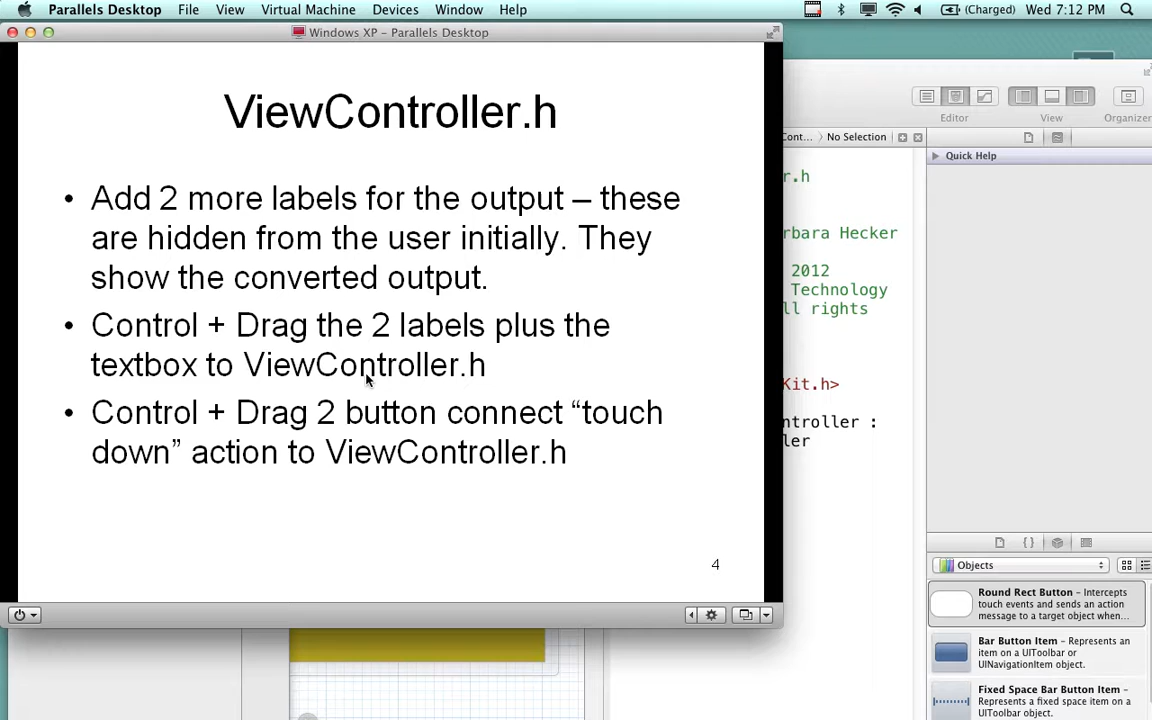 Parallels Desktop File View Virtual Machine Devices Window Help (Charged) Wed 7:12 PM
Windows XP – Parallels Desktop
ViewController.h
• Add 2 more labels for the output – these
are hidden from the user initially. They
show the converted output.
• Control + Drag the 2 labels plus the
textbox to ViewController.h
• Control + Drag 2 button connect “touch
down” action to ViewController.h
4
Editor View Organizer
Cont... No Selection
r.h
rbara Hecker
2012
Technology
ll rights
Kit.h>
ntroller :
ller
Quick Help
Objects
Round Rect Button – Intercepts
touch events and sends an action
message to a target object when...
Bar Button Item – Represents an
item on a UIToolbar or
UINavigationItem object.
Fixed Space Bar Button Item –
Represents a fixed space item on a
UIToolbar object.